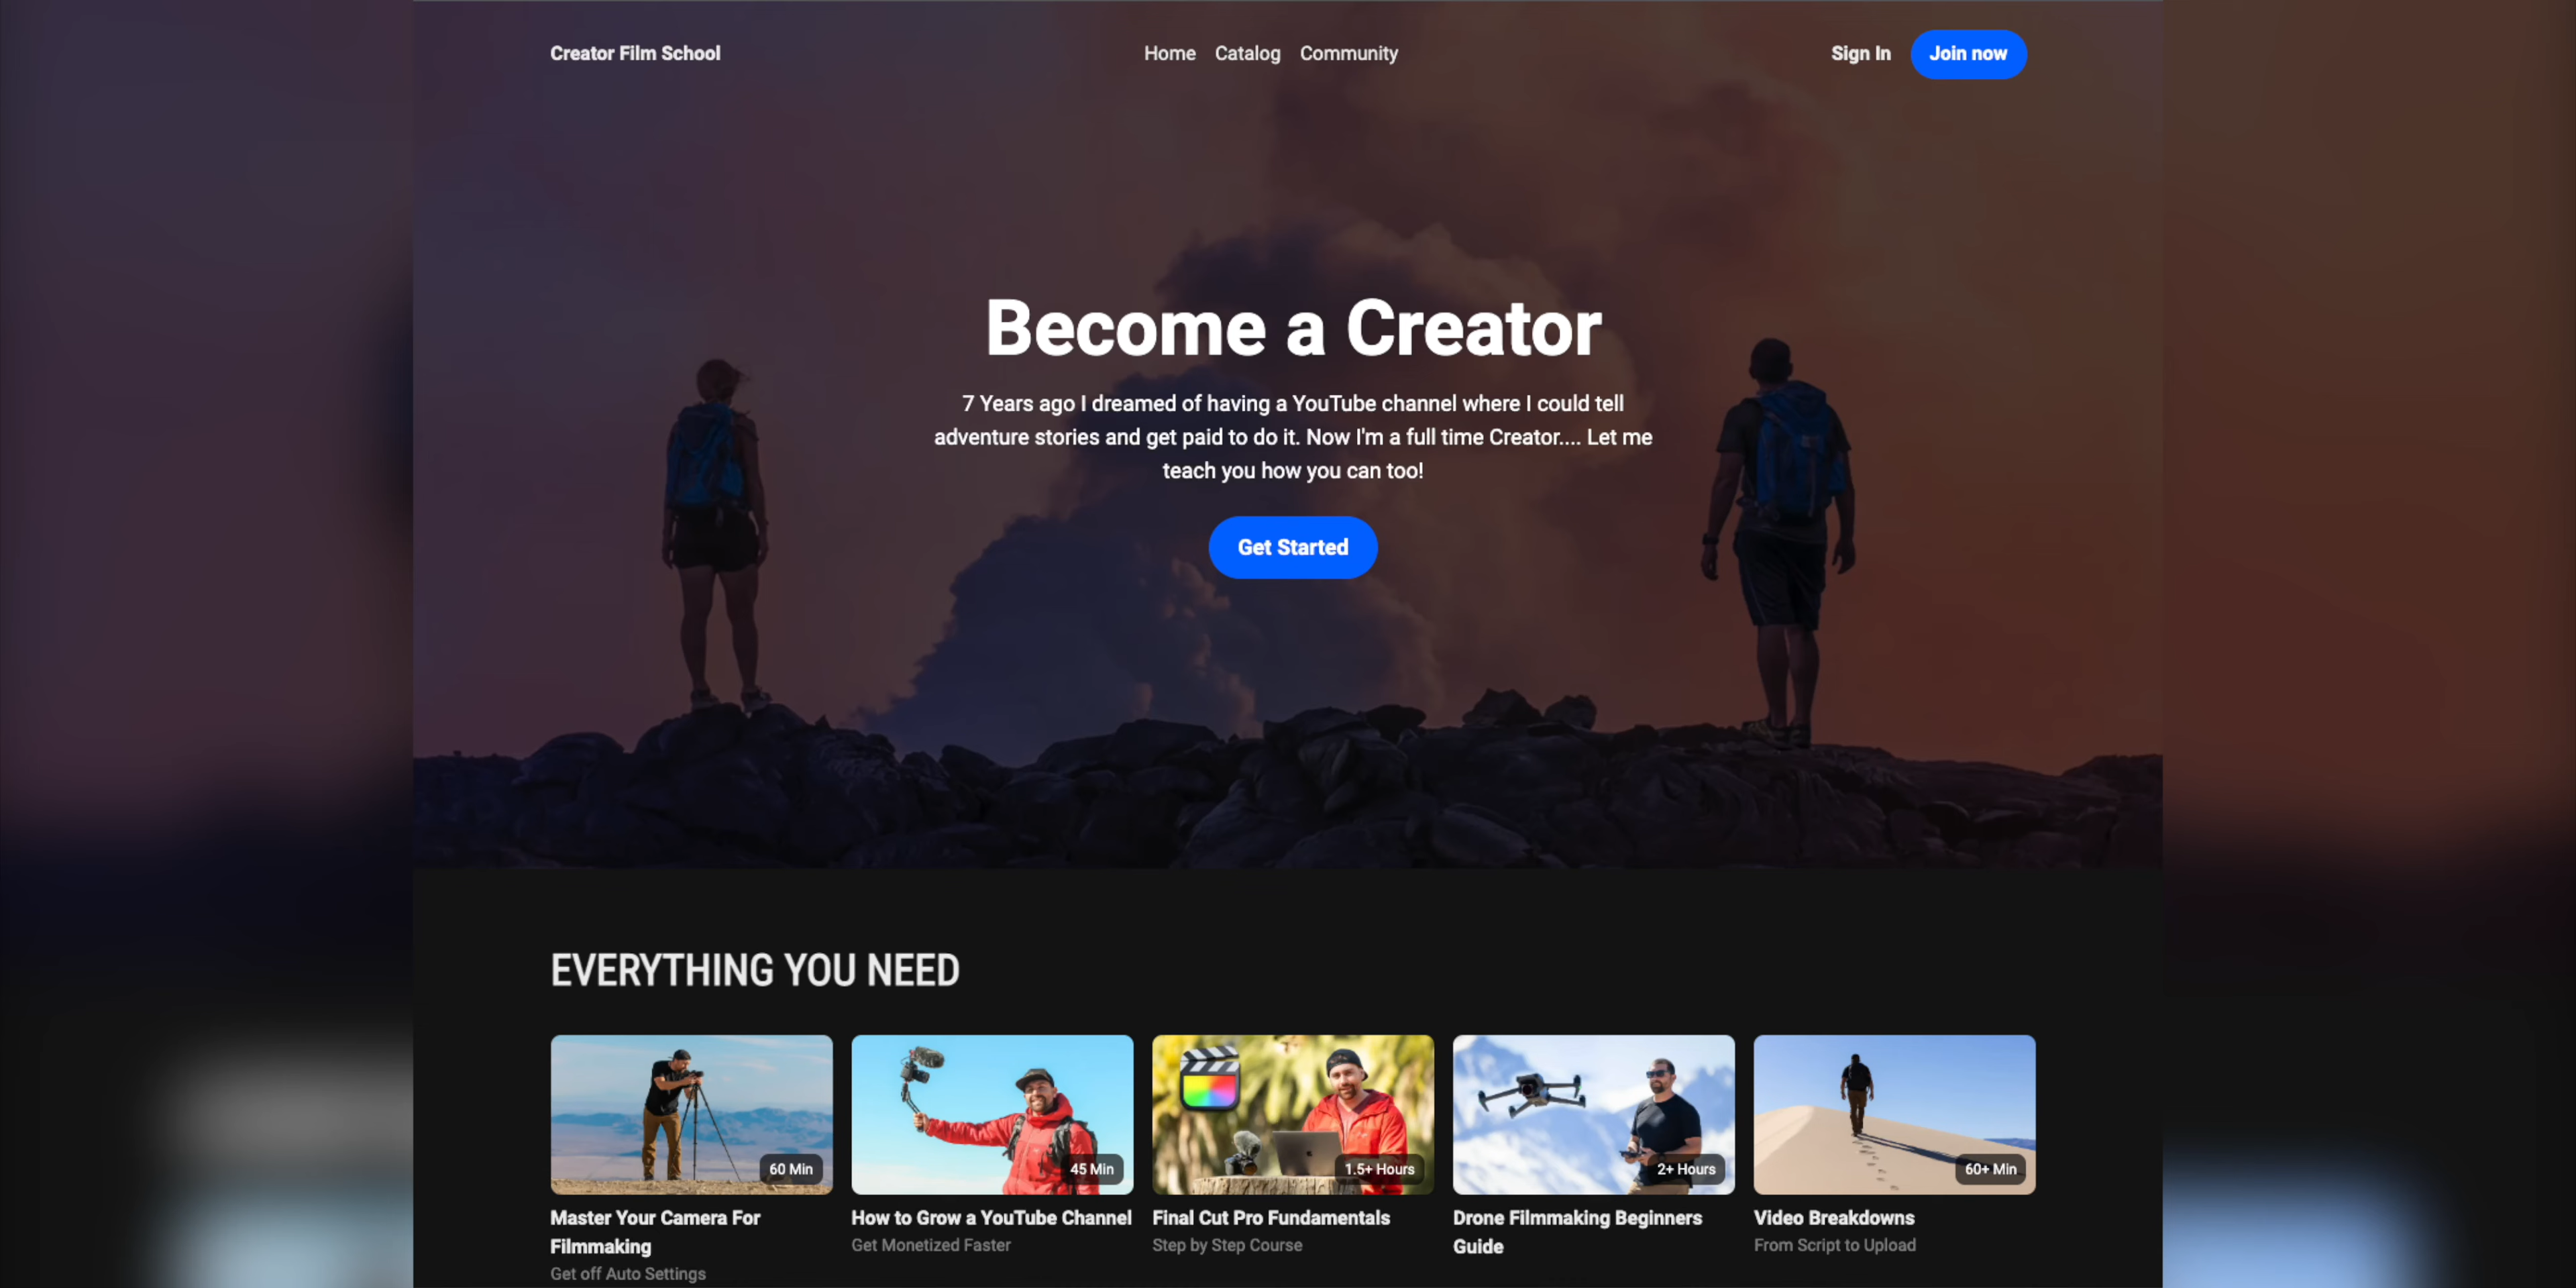 Creator Film School
Home Catalog Community
Sign In
Join now
Become a Creator
7 Years ago I dreamed of having a YouTube channel where I could tell
adventure stories and get paid to do it. Now I'm a full time Creator.... Let me
teach you how you can too!
Get Started
EVERYTHING YOU NEED
60 Min
Master Your Camera For
Filmmaking
Get off Auto Settings
45 Min
How to Grow a YouTube Channel
Get Monetized Faster
1.5+ Hours
Final Cut Pro Fundamentals
Step by Step Course
2+ Hours
Drone Filmmaking Beginners
Guide
60+ Min
Video Breakdowns
From Script to Upload